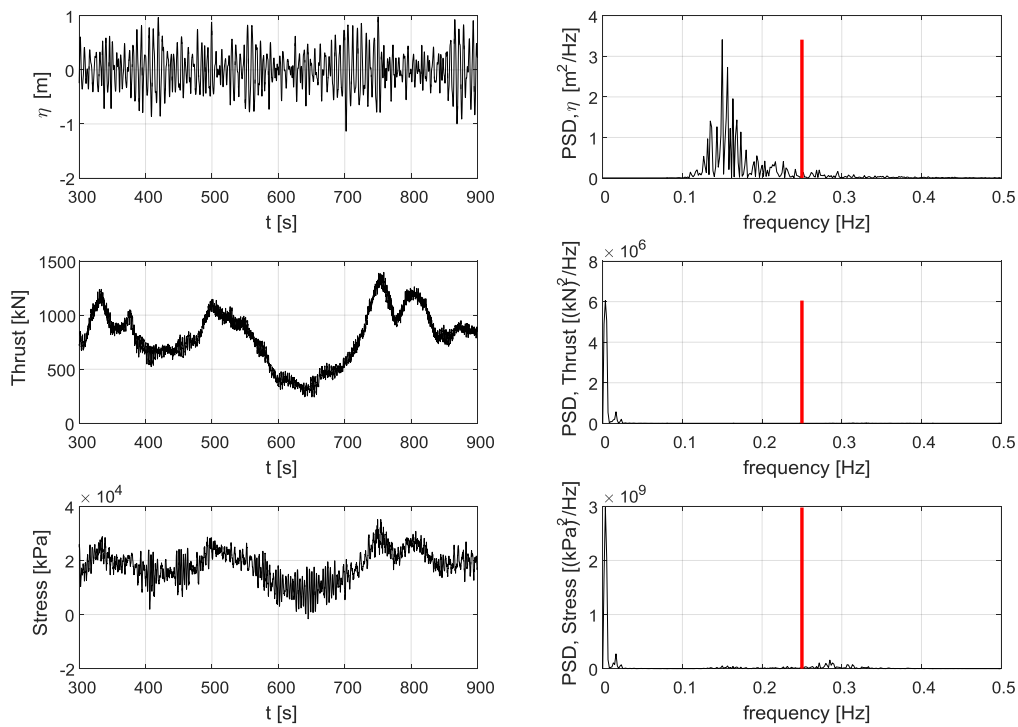 1
0
-1
-2
η [m]
300 400 500 600 700 800 900
t [s]
4
3
2
1
0
PSD,η [m²/Hz]
0 0.1 0.2 0.3 0.4 0.5
frequency [Hz]
1500
1000
500
0
Thrust [kN]
300 400 500 600 700 800 900
t [s]
× 10⁶
8
6
4
2
0
PSD, Thrust [(kN)²/Hz]
0 0.1 0.2 0.3 0.4 0.5
frequency [Hz]
× 10⁴
4
2
0
-2
Stress [kPa]
300 400 500 600 700 800 900
t [s]
× 10⁹
3
2
1
0
PSD, Stress [(kPa)²/Hz]
0 0.1 0.2 0.3 0.4 0.5
frequency [Hz]